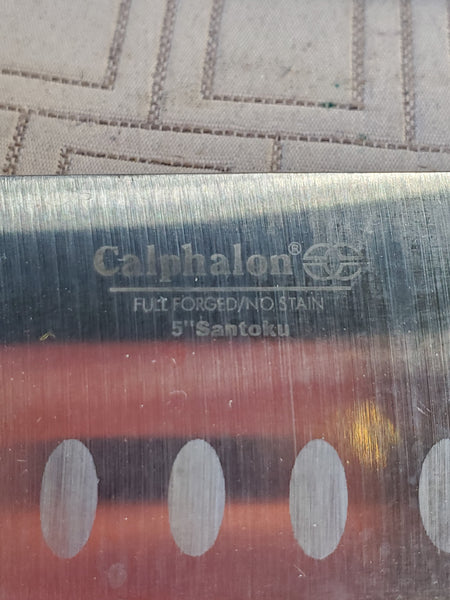 Calphalon®
FULL FORGED/NO STAIN
5"Santoku